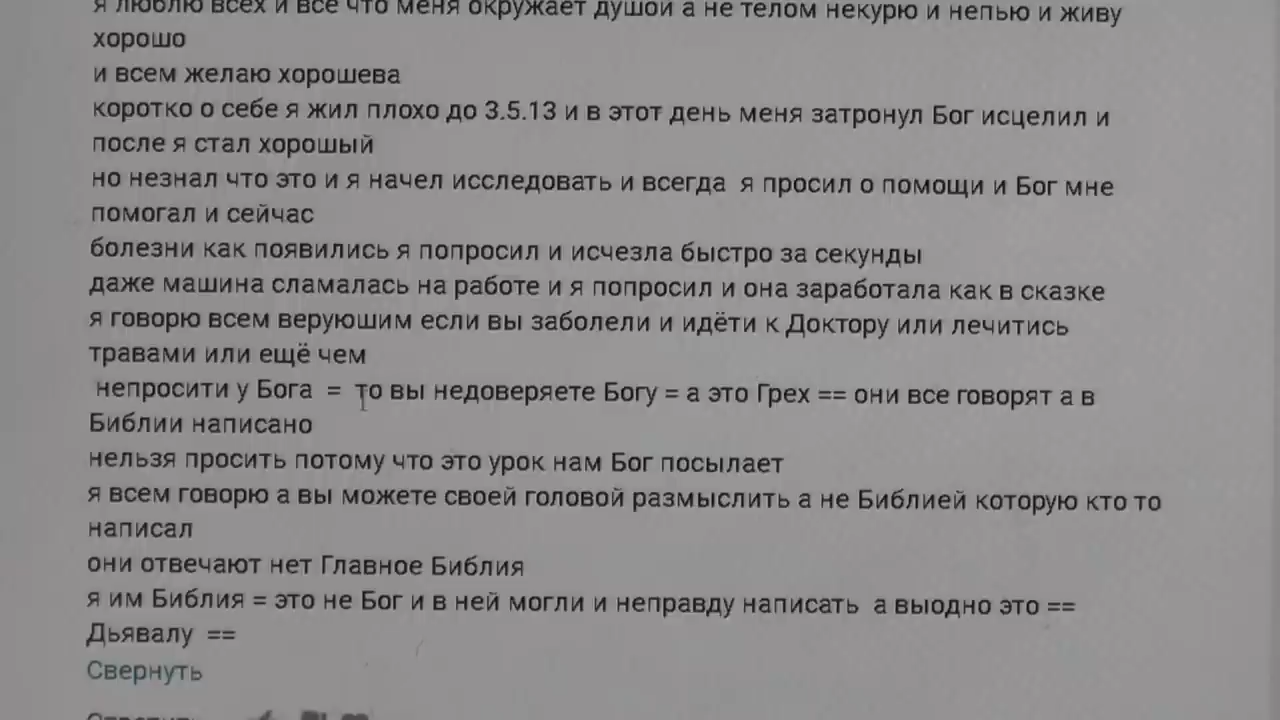 я люблю всех и все что меня окружает душой а не телом некурю и непью и живу
хорошо
и всем желаю хорошева
коротко о себе я жил плохо до 3.5.13 и в этот день меня затронул Бог исцелил и
после я стал хорошый
но незнал что это и я начел исследовать и всегда я просил о помощи и Бог мне
помогал и сейчас
болезни как появились я попросил и исчезла быстро за секунды
даже машина сламалась на работе и я попросил и она заработала как в сказке
я говорю всем веруюшим если вы заболели и идёти к Доктору или лечитись
травами или ещё чем
непросити у Бога = то вы недоверяете Богу = а это Грех == они все говорят а в
Библии написано
нельзя просить потому что это урок нам Бог посылает
я всем говорю а вы можете своей головой размыслить а не Библией которую кто то
написал
они отвечают нет Главное Библия
я им Библия = это не Бог и в ней могли и неправду написать а выодно это ==
Дьявалу ==
Свернуть